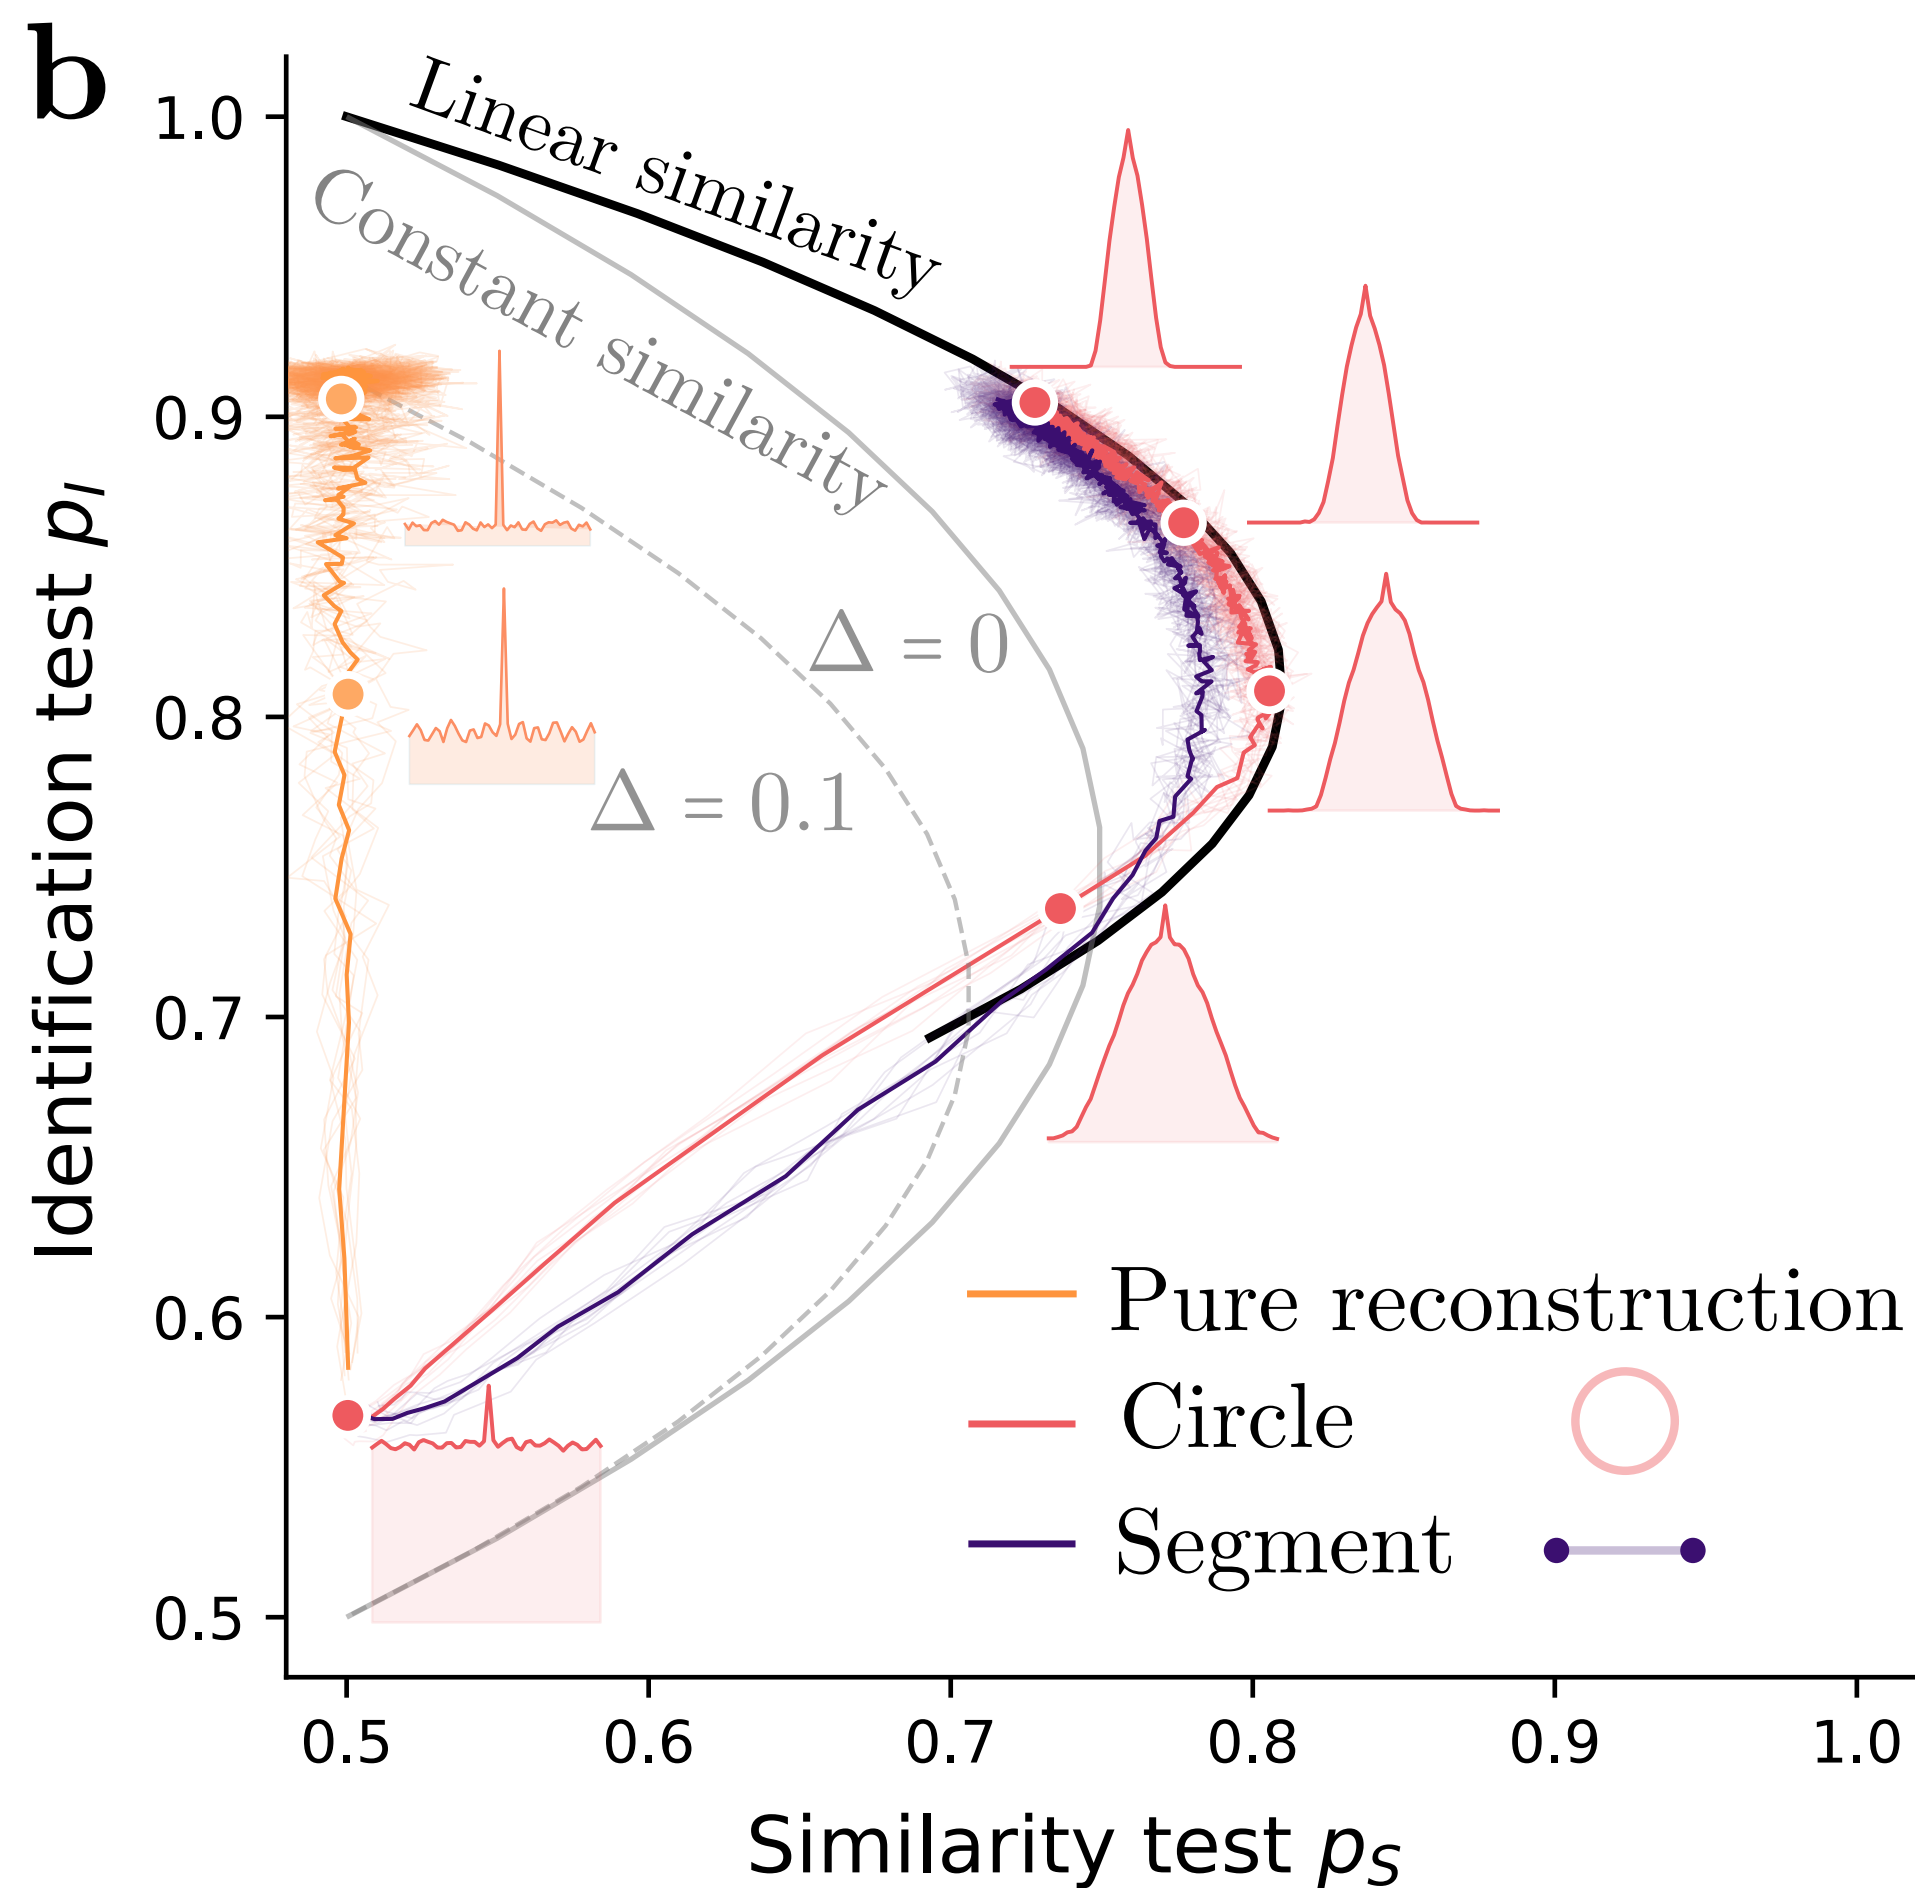 b
Linear similarity
Constant similarity
Δ = 0
Δ = 0.1
Identification test p_I
1.0
0.9
0.8
0.7
0.6
0.5
Pure reconstruction
Circle
Segment
0.5 0.6 0.7 0.8 0.9 1.0
Similarity test p_S